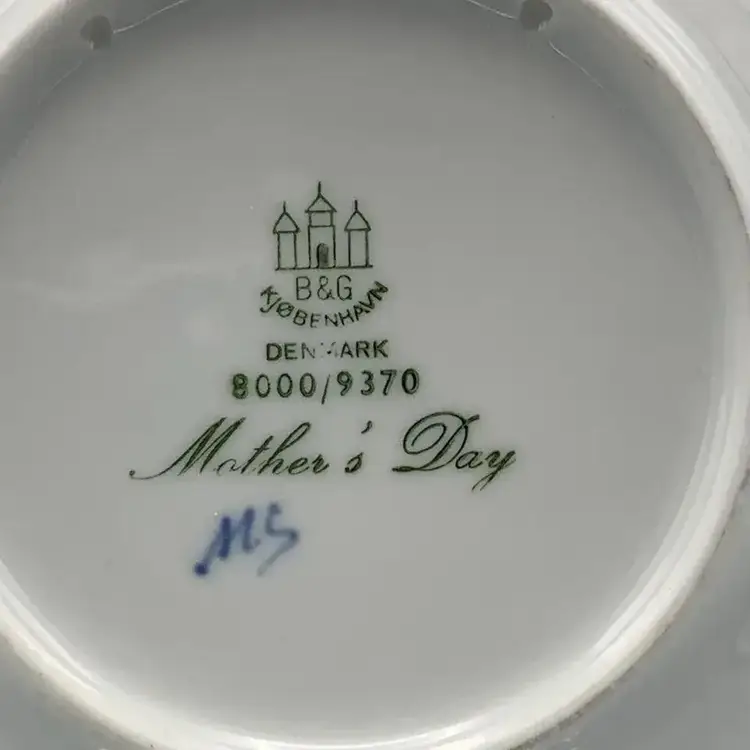 B&G
KJØBENHAVN
DENMARK
8000/9370
Mother's Day
MS